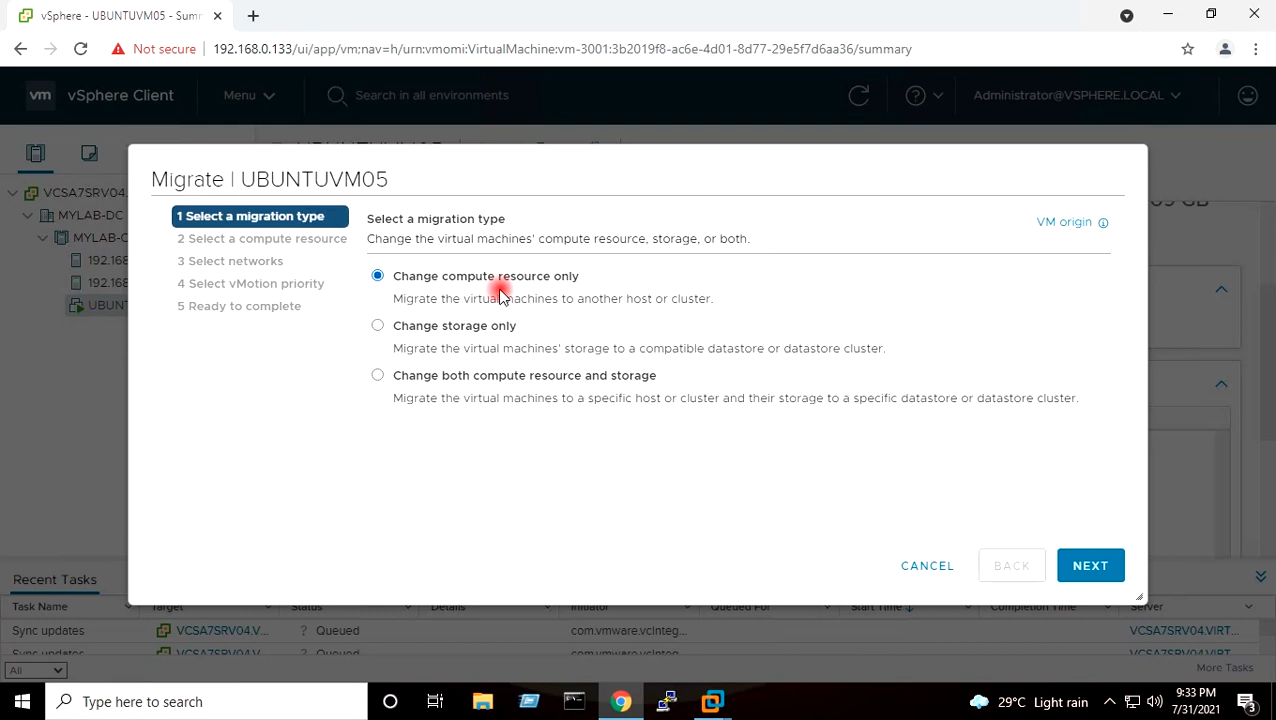 vSphere - UBUNTUVM05 - Sum
Not secure 192.168.0.133/ui/app/vm;nav=h/urn:vmomi:VirtualMachine:vm-3001:3b2019f8-ac6e-4d01-8d77-29e5f7d6aa36/summary
vm vSphere Client Menu Search in all environments Administrator@VSPHERE.LOCAL
VCSA7SRV04.
MYLAB-DC
MYLAB-C
192.168
192.168
UBUNT
Migrate | UBUNTUVM05
1 Select a migration type
2 Select a compute resource
3 Select networks
4 Select vMotion priority
5 Ready to complete
Select a migration type
Change the virtual machines' compute resource, storage, or both.
VM origin
Change compute resource only
Migrate the virtual machines to another host or cluster.
Change storage only
Migrate the virtual machines' storage to a compatible datastore or datastore cluster.
Change both compute resource and storage
Migrate the virtual machines to a specific host or cluster and their storage to a specific datastore or datastore cluster.
CANCEL BACK NEXT
Recent Tasks
Task Name Target Status Details Initiator Queued For Start Time Completion Time Server
Sync updates VCSA7SRV04.V... ? Queued com.vmware.vcInteg... VCSA7SRV04.VIRT...
Sync updates VCSA7SRV04.V ? Queued com.vmware.vcInteg VCSA7SRV04.VIRT
All More Tasks
Type here to search 29°C Light rain 9:33 PM
7/31/2021
3